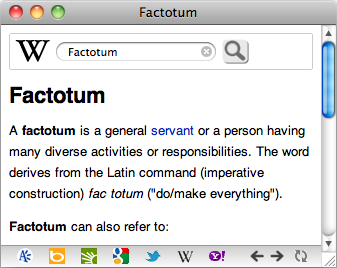 Factotum
W Factotum
Factotum
A factotum is a general servant or a person having
many diverse activities or responsibilities. The word
derives from the Latin command (imperative
construction) fac totum ("do/make everything").
Factotum can also refer to:
A b g W Y!